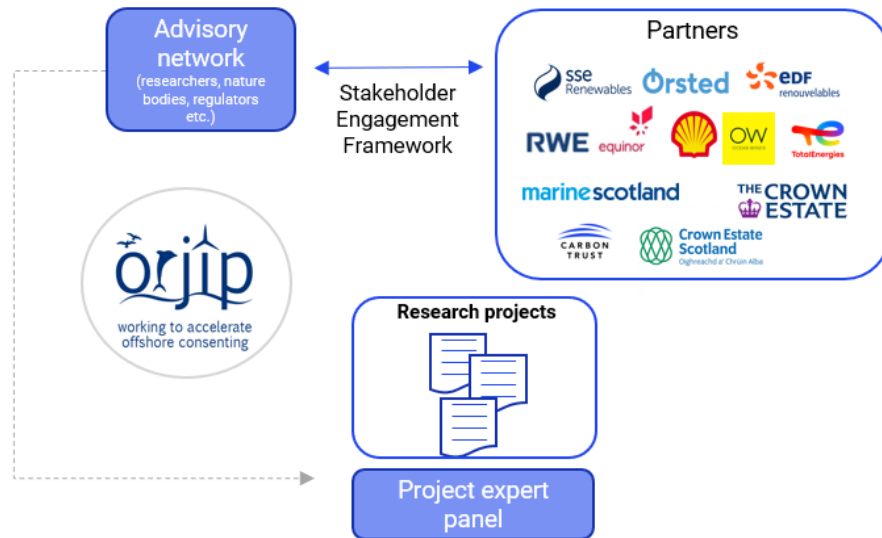 Advisory
network
(researchers, nature
bodies, regulators
etc.)
Stakeholder
Engagement
Framework
Partners
sse
Renewables
Ørsted
eDF
renouvelables
RWE
equinor
OW
OCEAN WINDS
TotalEnergies
marinescotland
THE CROWN
ESTATE
CARBON
TRUST
Crown Estate
Scotland
Oighreachd a' Chrùin Alba
orjip
working to accelerate
offshore consenting
Research projects
Project expert
panel